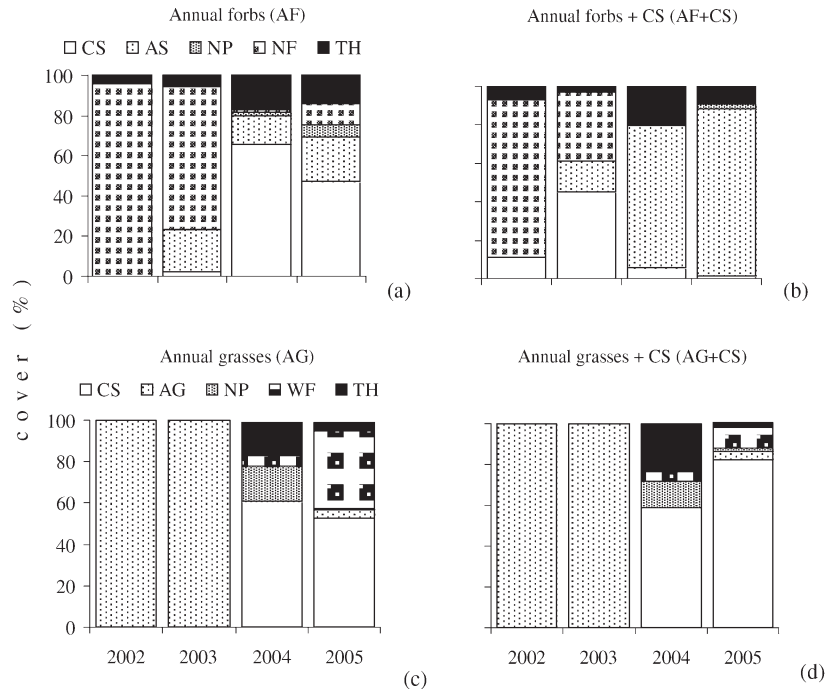 Annual forbs (AF)
CS AS NP NF TH
100
80
60
40
20
0
(a)
Annual forbs + CS (AF+CS)
(b)
cover (%)
Annual grasses (AG)
CS AG NP WF TH
100
80
60
40
20
0
2002 2003 2004 2005
(c)
Annual grasses + CS (AG+CS)
2002 2003 2004 2005
(d)